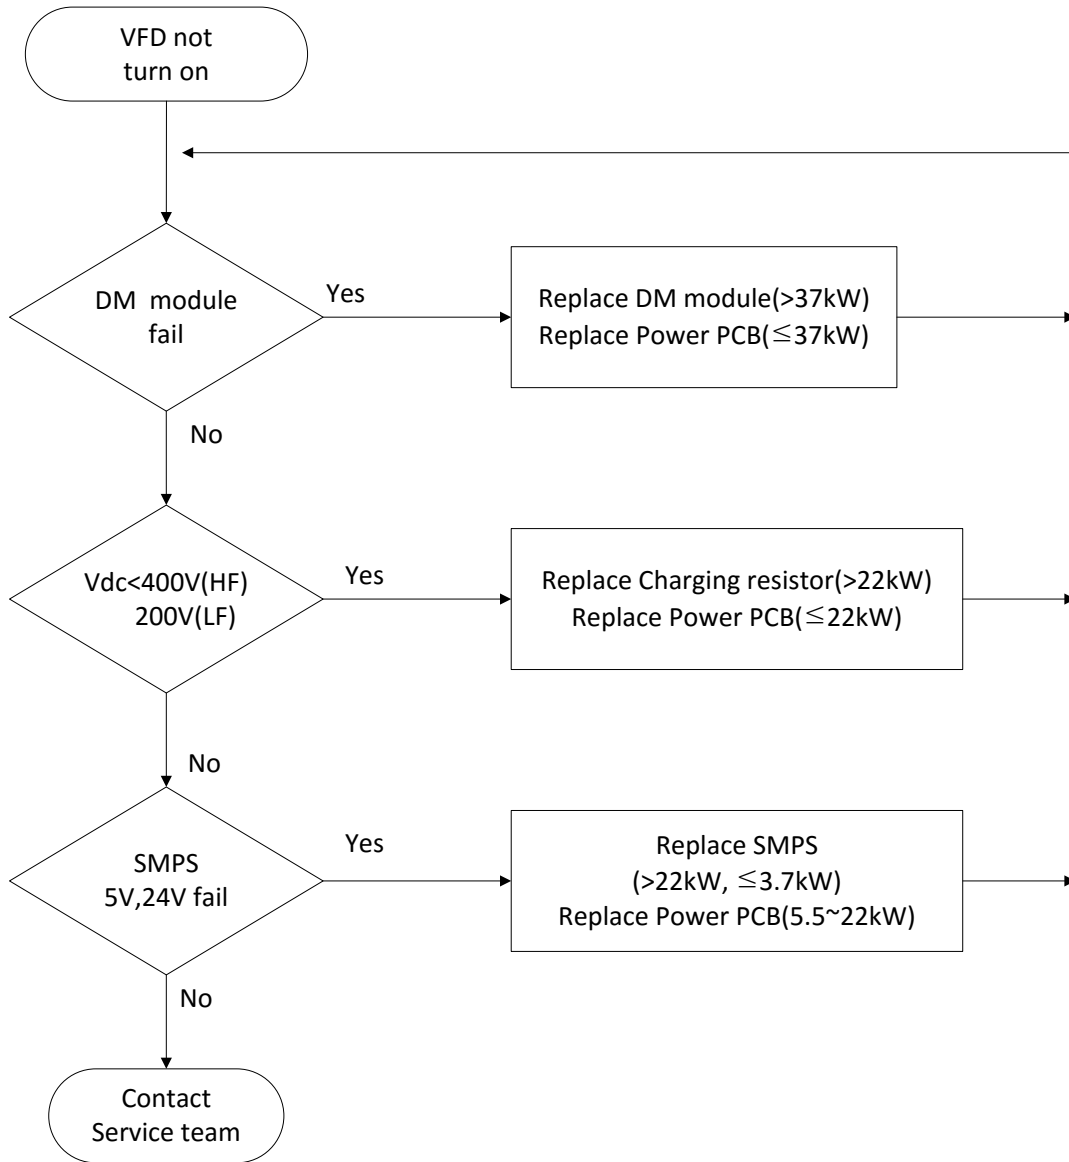 VFD not
turn on
DM  module
fail
Yes
Replace DM module(>37kW)
Replace Power PCB(≦37kW)
No
Vdc<400V(HF)
200V(LF)
Yes
Replace Charging resistor(>22kW)
Replace Power PCB(≦22kW)
No
SMPS
5V,24V fail
Yes
Replace SMPS
(>22kW, ≦3.7kW)
Replace Power PCB(5.5~22kW)
No
Contact
Service team